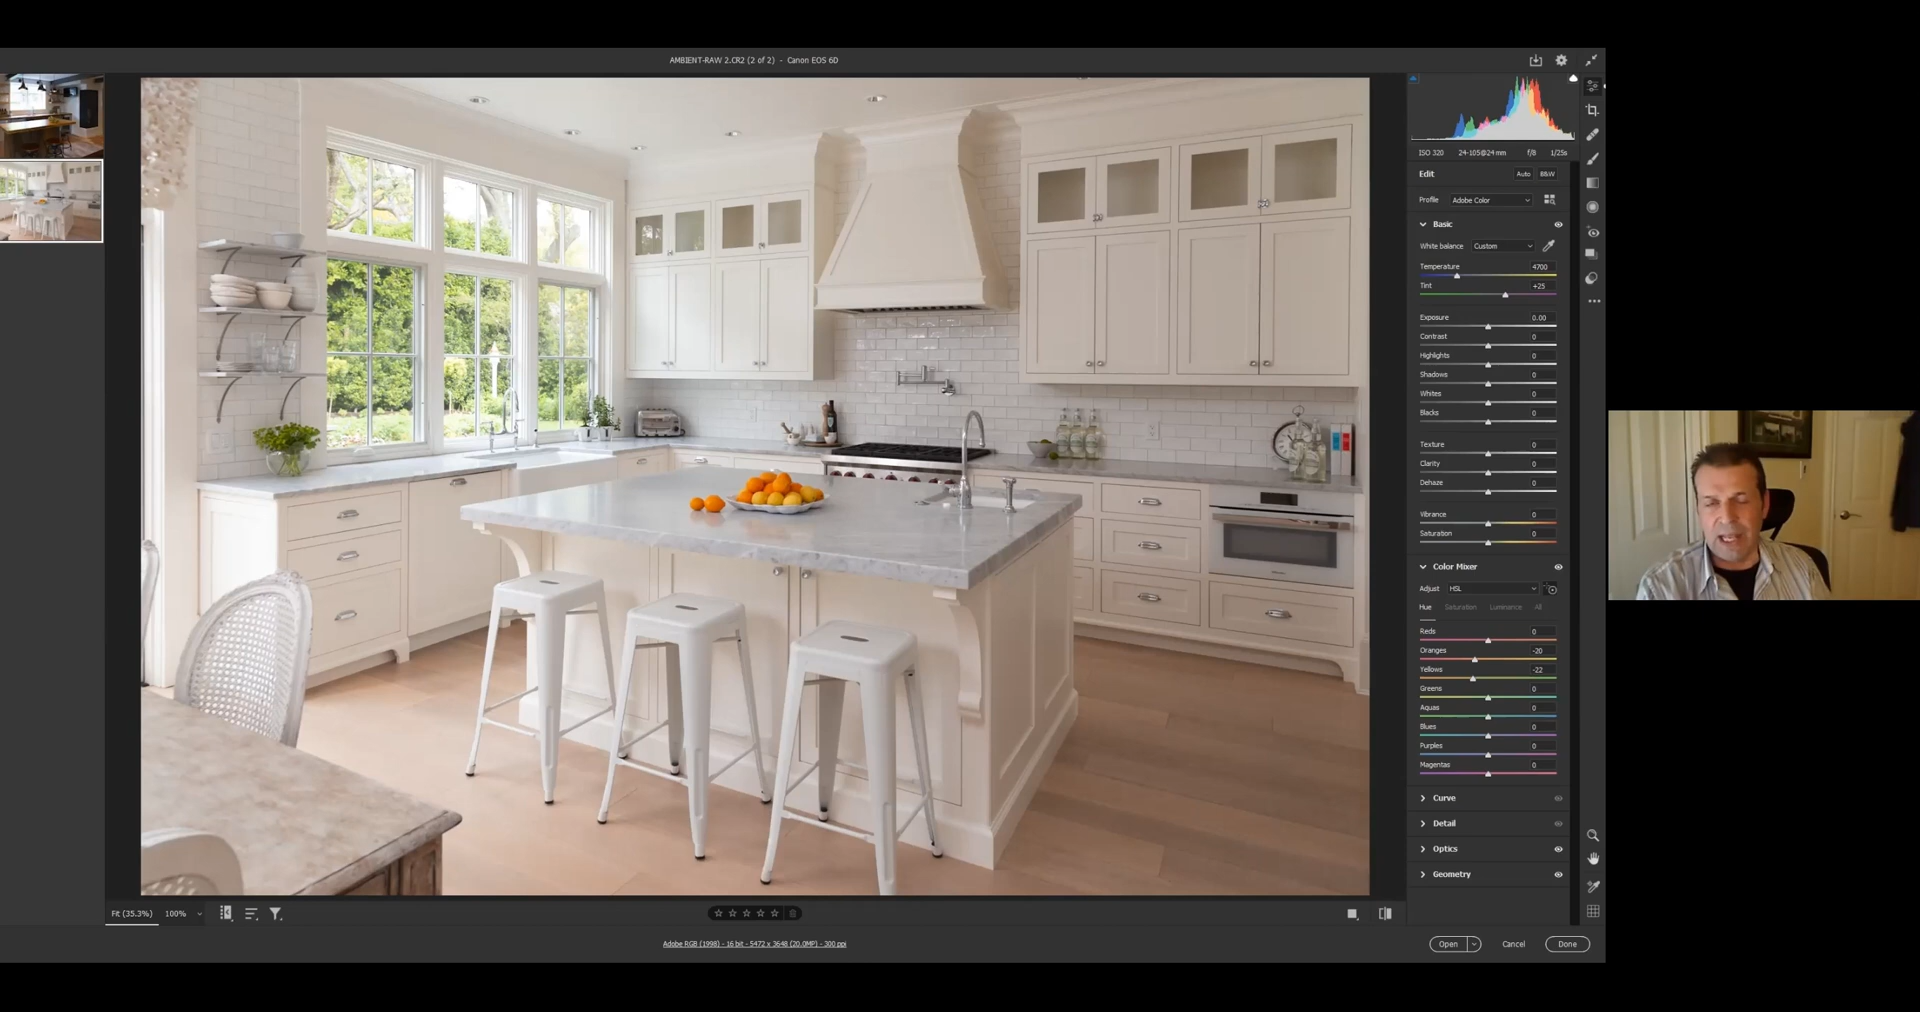 AMBIENT-RAW 2.CR2 (2 of 2) - Canon EOS 6D
ISO 320 24-105@24 mm f/8 1/25s
Edit Auto B&W
Profile Adobe Color
Basic
White balance Custom
Temperature 4700
Tint +25
Exposure 0.00
Contrast 0
Highlights 0
Shadows 0
Whites 0
Blacks 0
Texture 0
Clarity 0
Dehaze 0
Vibrance 0
Saturation 0
Color Mixer
Adjust HSL
Hue Saturation Luminance All
Reds 0
Oranges -20
Yellows -22
Greens 0
Aquas 0
Blues 0
Purples 0
Magentas 0
Curve
Detail
Optics
Geometry
Fit (35.3%) 100%
Adobe RGB (1998) - 16 bit - 5472 x 3648 (20.0MP) - 300 ppi
Open Cancel Done